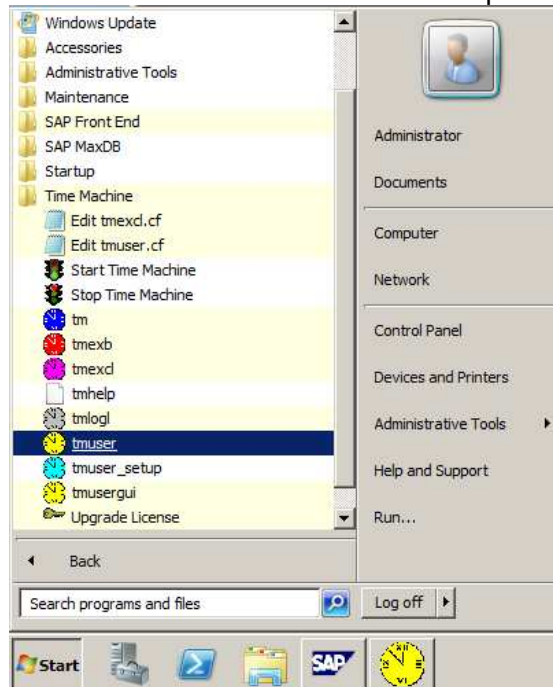 Windows Update
Accessories
Administrative Tools
Maintenance
SAP Front End
SAP MaxDB
Startup
Time Machine
Edit tmexcl.cf
Edit tmuser.cf
Start Time Machine
Stop Time Machine
tm
tmexb
tmexcl
tmhelp
tmlogl
tmuser
tmuser_setup
tmusergui
Upgrade License
Back
Search programs and files
Administrator
Documents
Computer
Network
Control Panel
Devices and Printers
Administrative Tools
Help and Support
Run...
Log off
Start
SAP
XII
VI